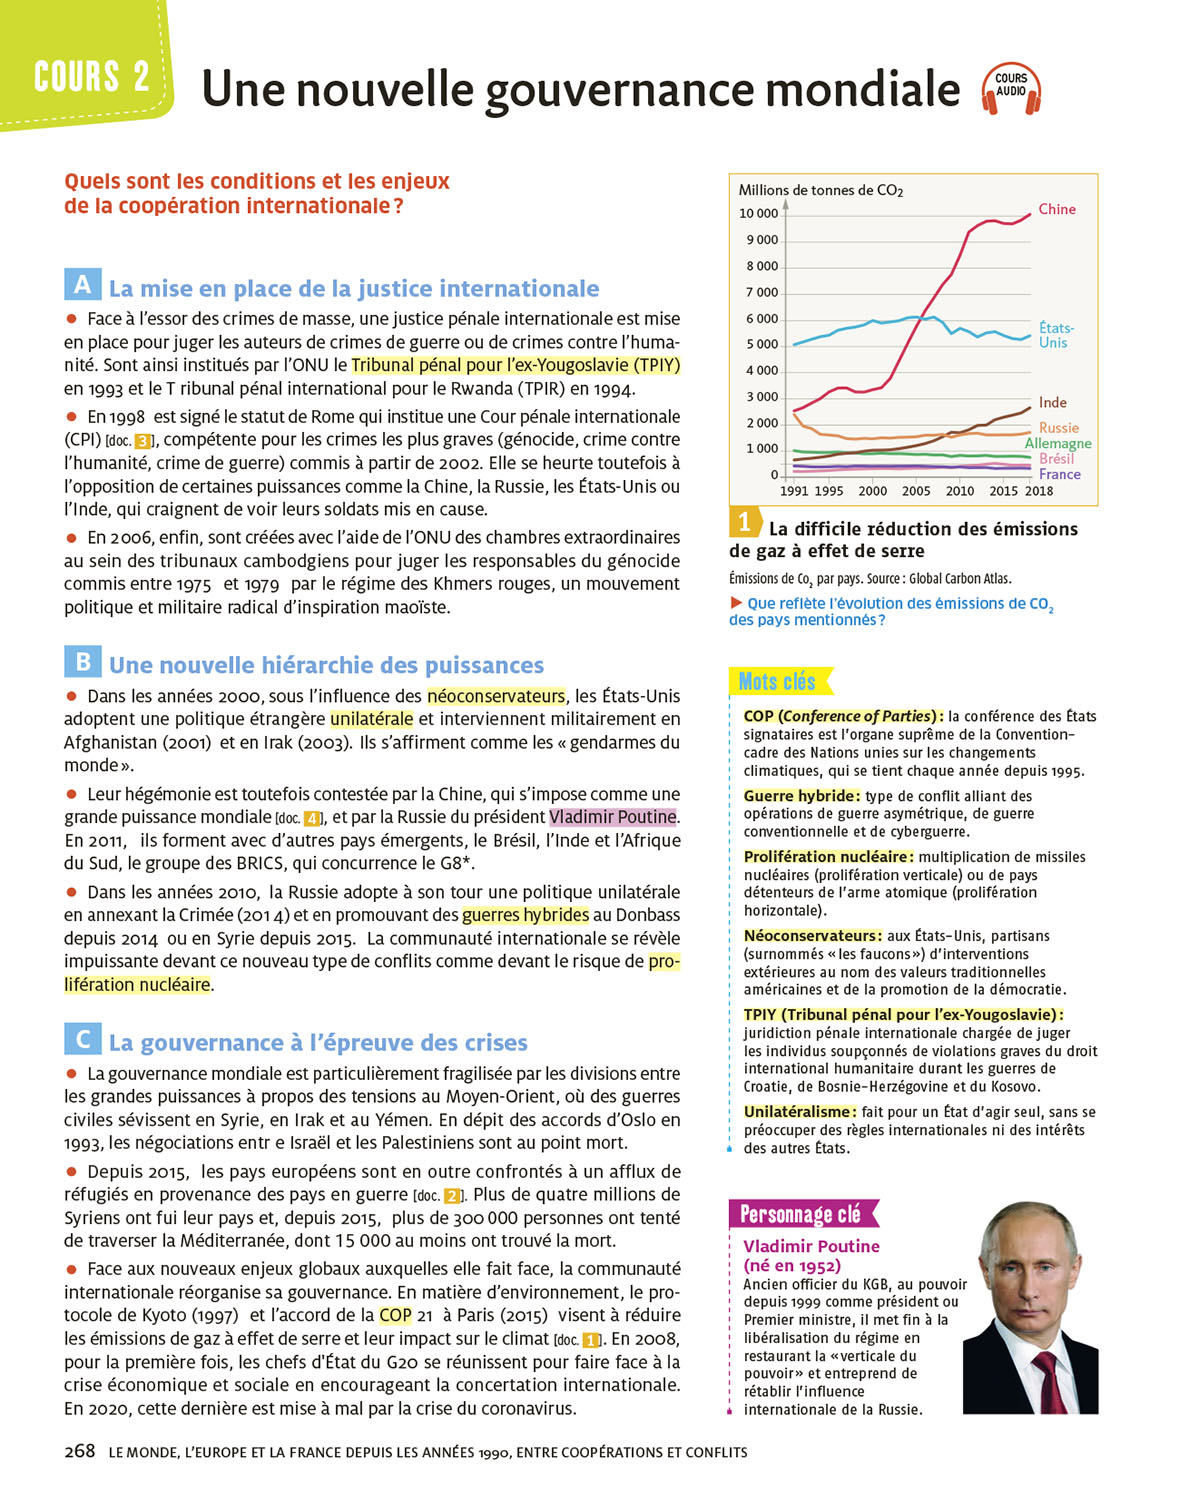 COURS 2
Une nouvelle gouvernance mondiale
COURS
AUDIO
Quels sont les conditions et les enjeux
de la coopération internationale ?
A La mise en place de la justice internationale
• Face à l'essor des crimes de masse, une justice pénale internationale est mise
en place pour juger les auteurs de crimes de guerre ou de crimes contre l'huma-
nité. Sont ainsi institués par l'ONU le Tribunal pénal pour l'ex-Yougoslavie (TPIY)
en 1993 et le T ribunal pénal international pour le Rwanda (TPIR) en 1994.
• En 1998 est signé le statut de Rome qui institue une Cour pénale internationale
(CPI) [doc. 3], compétente pour les crimes les plus graves (génocide, crime contre
l'humanité, crime de guerre) commis à partir de 2002. Elle se heurte toutefois à
l'opposition de certaines puissances comme la Chine, la Russie, les États-Unis ou
l'Inde, qui craignent de voir leurs soldats mis en cause.
• En 2006, enfin, sont créées avec l'aide de l'ONU des chambres extraordinaires
au sein des tribunaux cambodgiens pour juger les responsables du génocide
commis entre 1975 et 1979 par le régime des Khmers rouges, un mouvement
politique et militaire radical d'inspiration maoïste.
B Une nouvelle hiérarchie des puissances
• Dans les années 2000, sous l'influence des néoconservateurs, les États-Unis
adoptent une politique étrangère unilatérale et interviennent militairement en
Afghanistan (2001) et en Irak (2003). Ils s'affirment comme les « gendarmes du
monde ».
• Leur hégémonie est toutefois contestée par la Chine, qui s'impose comme une
grande puissance mondiale [doc. 4], et par la Russie du président Vladimir Poutine.
En 2011, ils forment avec d'autres pays émergents, le Brésil, l'Inde et l'Afrique
du Sud, le groupe des BRICS, qui concurrence le G8*.
• Dans les années 2010, la Russie adopte à son tour une politique unilatérale
en annexant la Crimée (201 4) et en promouvant des guerres hybrides au Donbass
depuis 2014 ou en Syrie depuis 2015. La communauté internationale se révèle
impuissante devant ce nouveau type de conflits comme devant le risque de pro-
lifération nucléaire.
C La gouvernance à l'épreuve des crises
• La gouvernance mondiale est particulièrement fragilisée par les divisions entre
les grandes puissances à propos des tensions au Moyen-Orient, où des guerres
civiles sévissent en Syrie, en Irak et au Yémen. En dépit des accords d'Oslo en
1993, les négociations entr e Israël et les Palestiniens sont au point mort.
• Depuis 2015, les pays européens sont en outre confrontés à un afflux de
réfugiés en provenance des pays en guerre [doc. 2]. Plus de quatre millions de
Syriens ont fui leur pays et, depuis 2015, plus de 300 000 personnes ont tenté
de traverser la Méditerranée, dont 15 000 au moins ont trouvé la mort.
• Face aux nouveaux enjeux globaux auxquelles elle fait face, la communauté
internationale réorganise sa gouvernance. En matière d'environnement, le pro-
tocole de Kyoto (1997) et l'accord de la COP 21 à Paris (2015) visent à réduire
les émissions de gaz à effet de serre et leur impact sur le climat [doc. 1]. En 2008,
pour la première fois, les chefs d'État du G20 se réunissent pour faire face à la
crise économique et sociale en encourageant la concertation internationale.
En 2020, cette dernière est mise à mal par la crise du coronavirus.
Millions de tonnes de CO2
10 000
9 000
8 000
7 000
6 000
5 000
4 000
3 000
2 000
1 000
0
1991 1995 2000 2005 2010 2015 2018
Chine
États-
Unis
Inde
Russie
Allemagne
Brésil
France
1 La difficile réduction des émissions
de gaz à effet de serre
Émissions de Co2 par pays. Source : Global Carbon Atlas.
▶ Que reflète l'évolution des émissions de CO2
des pays mentionnés ?
Mots clés
COP (Conference of Parties) : la conférence des États
signataires est l'organe suprême de la Convention-
cadre des Nations unies sur les changements
climatiques, qui se tient chaque année depuis 1995.
Guerre hybride : type de conflit alliant des
opérations de guerre asymétrique, de guerre
conventionnelle et de cyberguerre.
Prolifération nucléaire : multiplication de missiles
nucléaires (prolifération verticale) ou de pays
détenteurs de l'arme atomique (prolifération
horizontale).
Néoconservateurs : aux États-Unis, partisans
(surnommés « les faucons ») d'interventions
extérieures au nom des valeurs traditionnelles
américaines et de la promotion de la démocratie.
TPIY (Tribunal pénal pour l'ex-Yougoslavie) :
juridiction pénale internationale chargée de juger
les individus soupçonnés de violations graves du droit
international humanitaire durant les guerres de
Croatie, de Bosnie-Herzégovine et du Kosovo.
Unilatéralisme : fait pour un État d'agir seul, sans se
préoccuper des règles internationales ni des intérêts
des autres États.
Personnage clé
Vladimir Poutine
(né en 1952)
Ancien officier du KGB, au pouvoir
depuis 1999 comme président ou
Premier ministre, il met fin à la
libéralisation du régime en
restaurant la « verticale du
pouvoir » et entreprend de
rétablir l'influence
internationale de la Russie.
268 LE MONDE, L'EUROPE ET LA FRANCE DEPUIS LES ANNÉES 1990, ENTRE COOPÉRATIONS ET CONFLITS